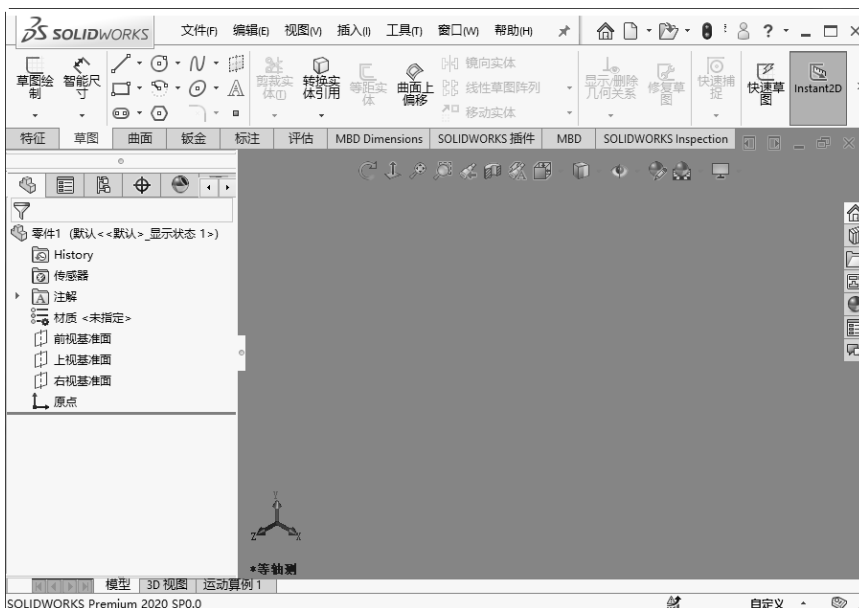 SOLIDWORKS 文件(F) 编辑(E) 视图(V) 插入(I) 工具(T) 窗口(W) 帮助(H)
草图绘制 智能尺寸 剪裁实体(T) 转换实体引用 等距实体 曲面上偏移 镜向实体 线性草图阵列 移动实体 显示/删除几何关系 修复草图 快速捕捉 快速草图 Instant2D
特征 草图 曲面 钣金 标注 评估 MBD Dimensions SOLIDWORKS 插件 MBD SOLIDWORKS Inspection
零件1 (默认<<默认>_显示状态 1>)
History
传感器
注解
材质 <未指定>
前视基准面
上视基准面
右视基准面
原点
Y
Z X
*等轴测
模型 3D 视图 运动算例 1
SOLIDWORKS Premium 2020 SP0.0 自定义